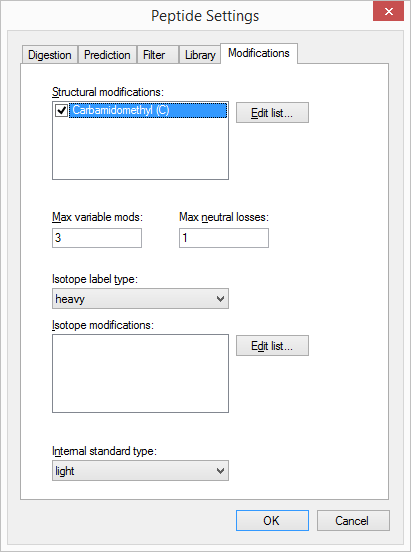 Peptide Settings
Digestion Prediction Filter Library Modifications
Structural modifications:
Carbamidomethyl (C)
Edit list...
Max variable mods: Max neutral losses:
3 1
Isotope label type:
heavy
Isotope modifications:
Edit list...
Internal standard type:
light
OK Cancel